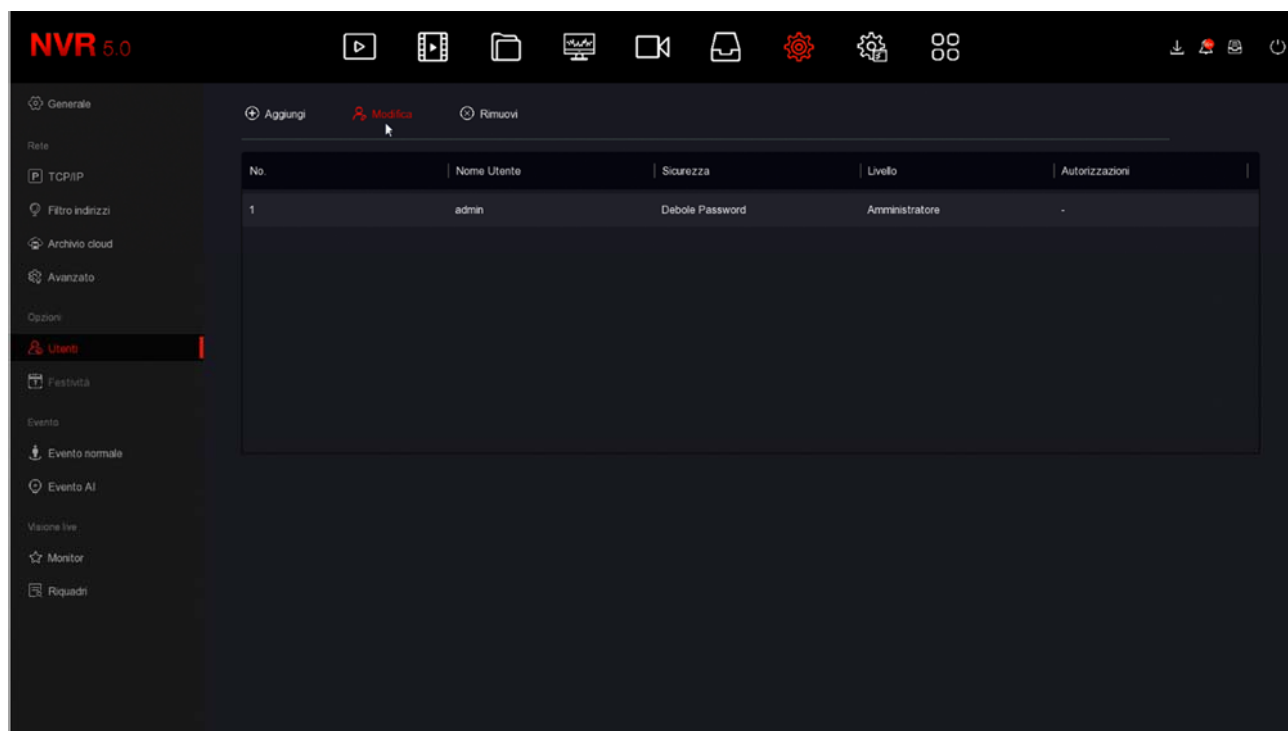 NVR 5.0
Generale
Rete
TCP/IP
Filtro indirizzi
Archivio cloud
Avanzato
Opzioni
Utenti
Festività
Evento
Evento normale
Evento AI
Visione live
Monitor
Riquadri
Aggiungi Modifica Rimuovi
No. Nome Utente Sicurezza Livello Autorizzazioni
1 admin Debole Password Amministratore -